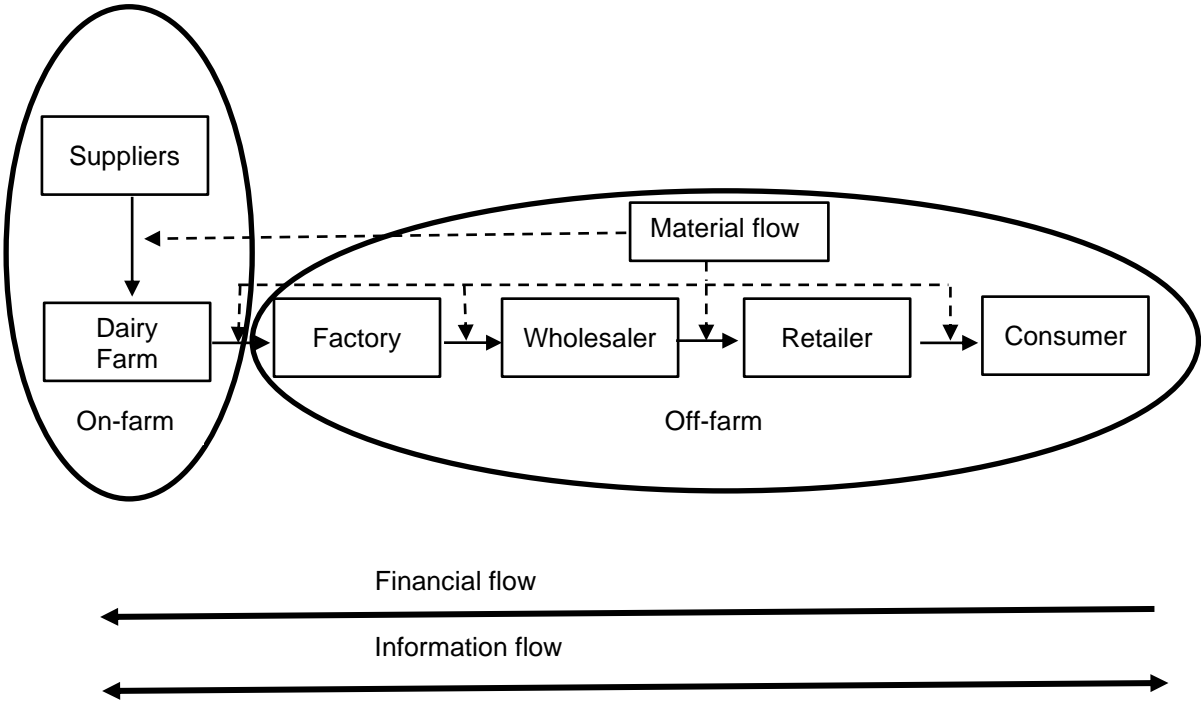 Suppliers
Material flow
Dairy
Farm
Factory
Wholesaler
Retailer
Consumer
On-farm
Off-farm
Financial flow
Information flow